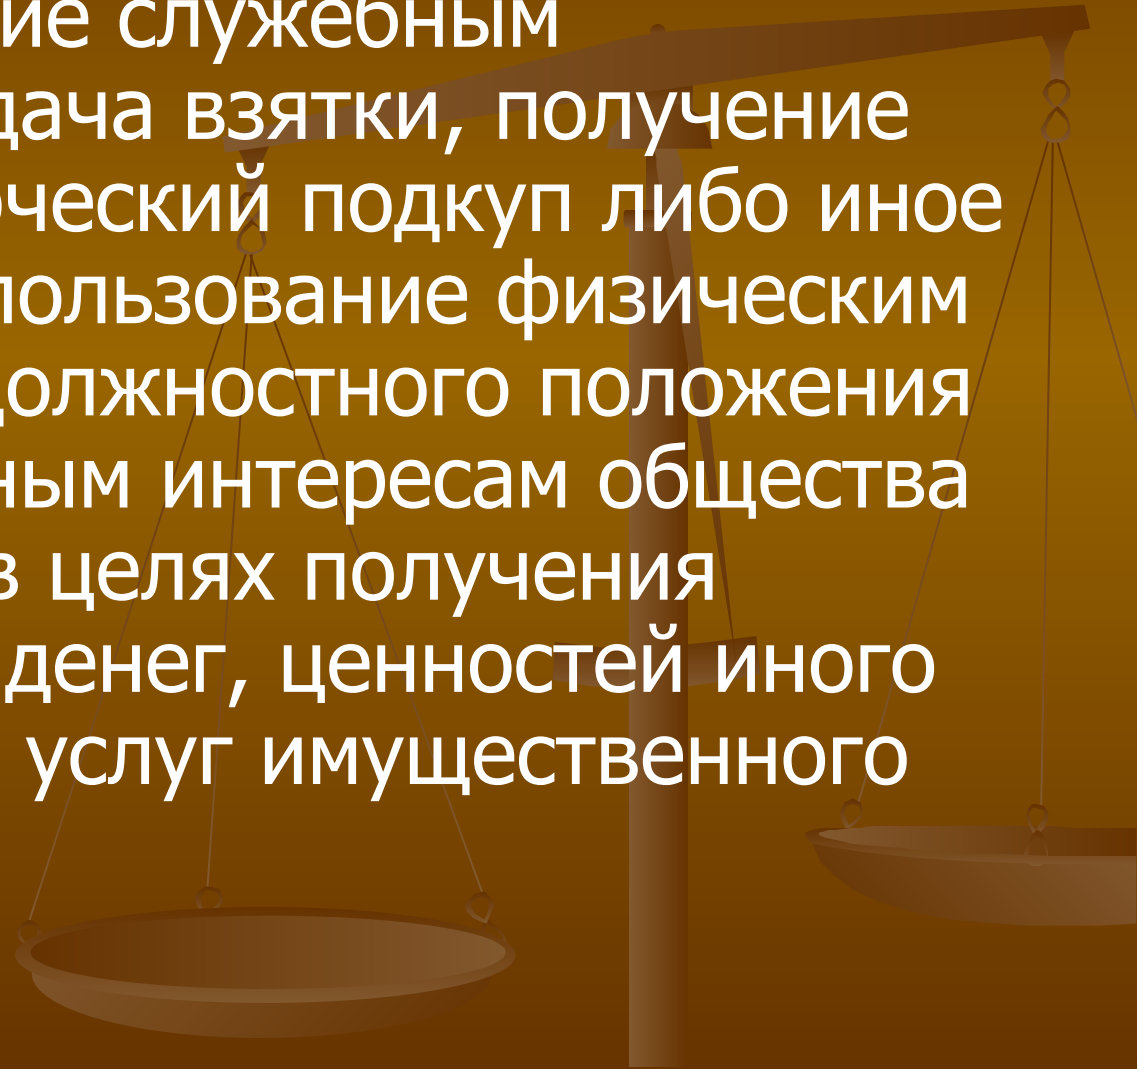 ие служебным
дача взятки, получение
рческий подкуп либо иное
пользование физическим
должностного положения
ным интересам общества
в целях получения
денег, ценностей иного
услуг имущественного